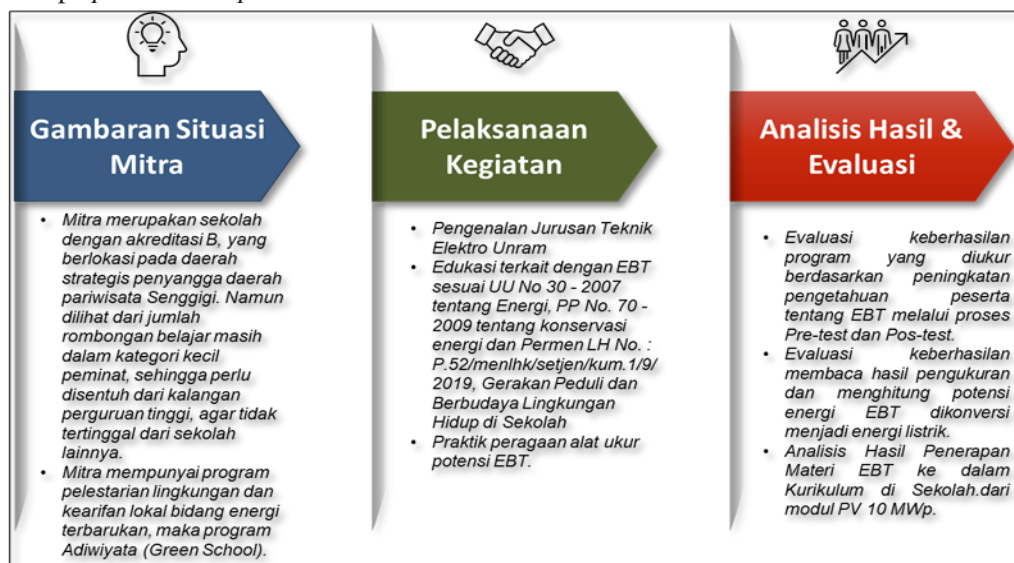 Gambaran Situasi
Mitra
• Mitra merupakan sekolah
dengan akreditasi B, yang
berlokasi pada daerah
strategis penyangga daerah
pariwisata Senggigi. Namun
dilihat dari jumlah
rombongan belajar masih
dalam kategori kecil
peminat, sehingga perlu
disentuh dari kalangan
perguruan tinggi, agar tidak
tertinggal dari sekolah
lainnya.
• Mitra mempunyai program
pelestarian lingkungan dan
kearifan lokal bidang energi
terbarukan, maka program
Adiwiyata (Green School).
Pelaksanaan
Kegiatan
• Pengenalan Jurusan Teknik
Elektro Unram
• Edukasi terkait dengan EBT
sesuai UU No 30 - 2007
tentang Energi, PP No. 70 -
2009 tentang konservasi
energi dan Permen LH No. :
P.52/menlhk/setjen/kum.1/9/
2019, Gerakan Peduli dan
Berbudaya Lingkungan
Hidup di Sekolah
• Praktik peragaan alat ukur
potensi EBT.
Analisis Hasil &
Evaluasi
• Evaluasi keberhasilan
program yang diukur
berdasarkan peningkatan
pengetahuan peserta
tentang EBT melalui proses
Pre-test dan Pos-test.
• Evaluasi keberhasilan
membaca hasil pengukuran
dan menghitung potensi
energi EBT dikonversi
menjadi energi listrik.
• Analisis Hasil Penerapan
Materi EBT ke dalam
Kurikulum di Sekolah.dari
modul PV 10 MWp.